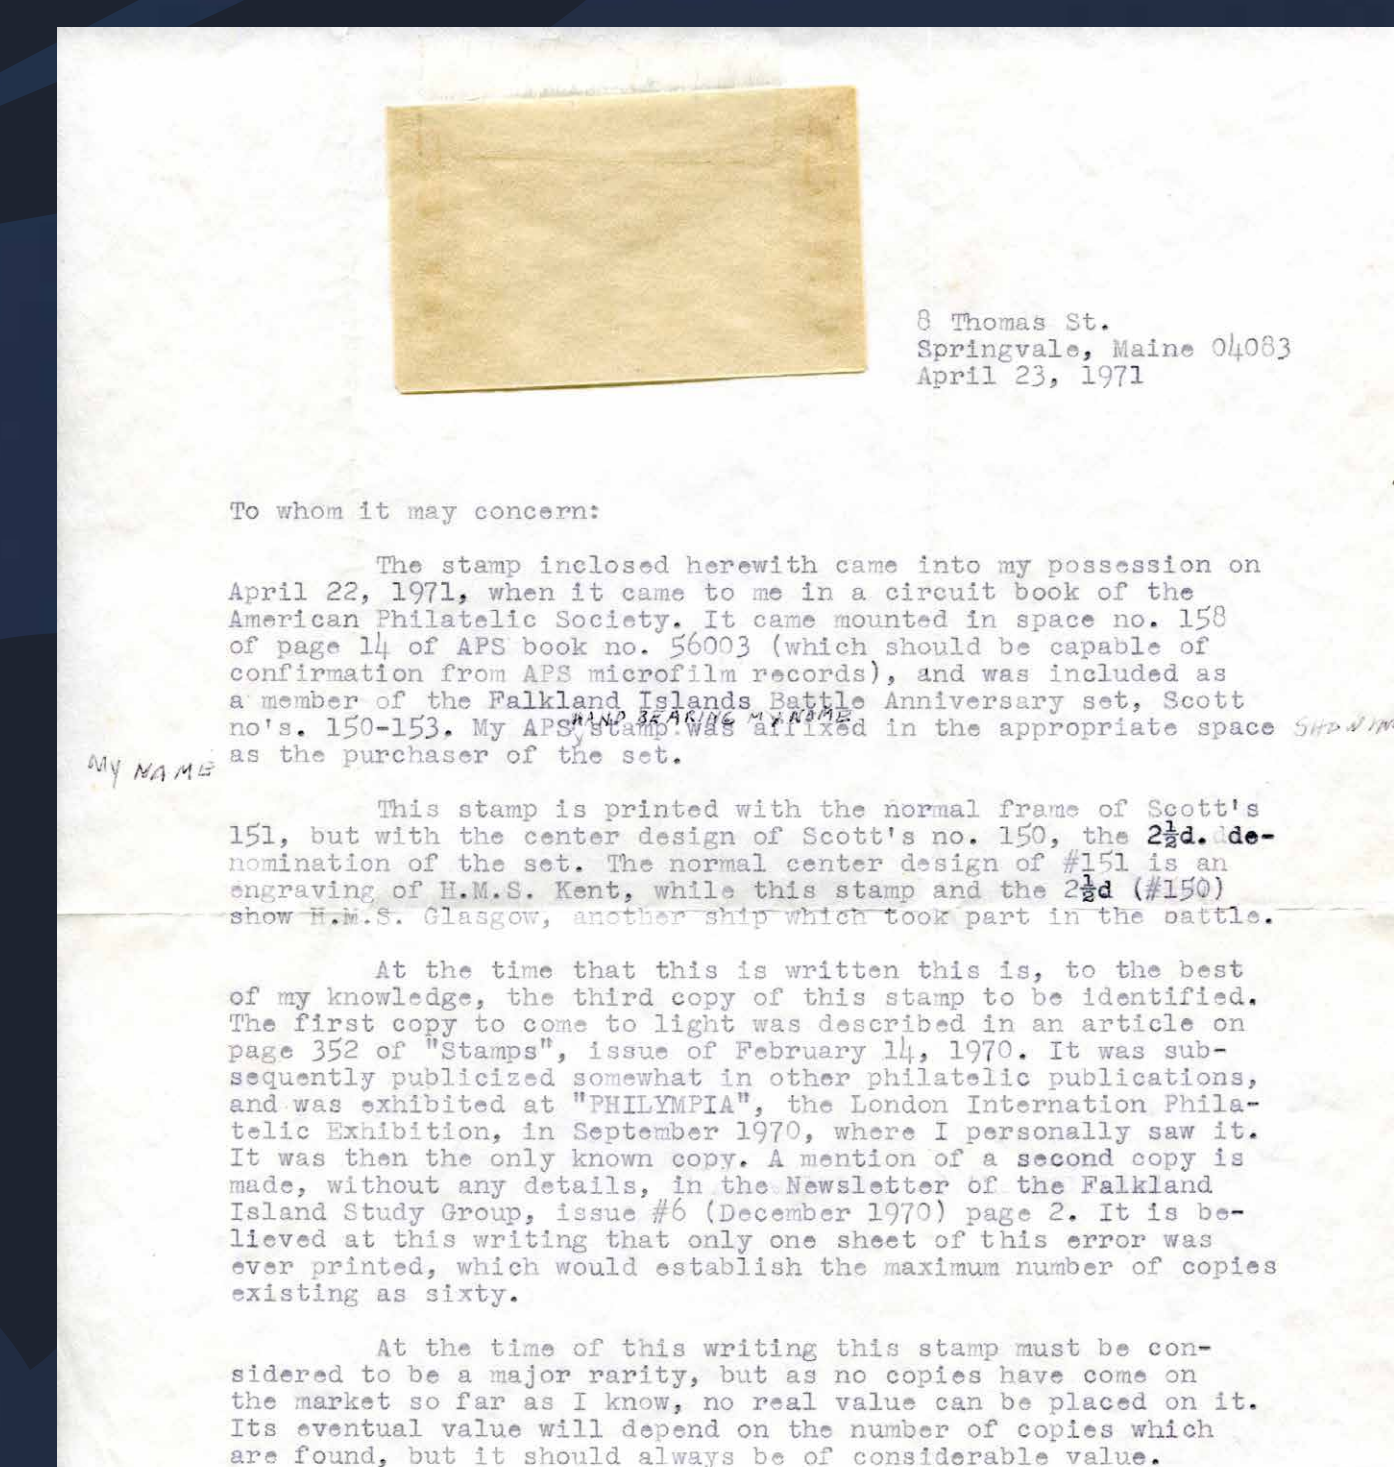 8 Thomas St.
Springvale, Maine 04083
April 23, 1971
To whom it may concern:
The stamp inclosed herewith came into my possession on
April 22, 1971, when it came to me in a circuit book of the
American Philatelic Society. It came mounted in space no. 158
of page 14 of APS book no. 56003 (which should be capable of
confirmation from APS microfilm records), and was included as
a member of the Falkland Islands Battle Anniversary set, Scott
HAND BEARING MY NAME
no's. 150-153. My APS stamp was affixed in the appropriate space SHOWING
MY NAME as the purchaser of the set.
This stamp is printed with the normal frame of Scott's
151, but with the center design of Scott's no. 150, the 2½d. de-
nomination of the set. The normal center design of #151 is an
engraving of H.M.S. Kent, while this stamp and the 2½d (#150)
show H.M.S. Glasgow, another ship which took part in the battle.
At the time that this is written this is, to the best
of my knowledge, the third copy of this stamp to be identified.
The first copy to come to light was described in an article on
page 352 of "Stamps", issue of February 14, 1970. It was sub-
sequently publicized somewhat in other philatelic publications,
and was exhibited at "PHILYMPIA", the London Internation Phila-
telic Exhibition, in September 1970, where I personally saw it.
It was then the only known copy. A mention of a second copy is
made, without any details, in the Newsletter of the Falkland
Island Study Group, issue #6 (December 1970) page 2. It is be-
lieved at this writing that only one sheet of this error was
ever printed, which would establish the maximum number of copies
existing as sixty.
At the time of this writing this stamp must be con-
sidered to be a major rarity, but as no copies have come on
the market so far as I know, no real value can be placed on it.
Its eventual value will depend on the number of copies which
are found, but it should always be of considerable value.